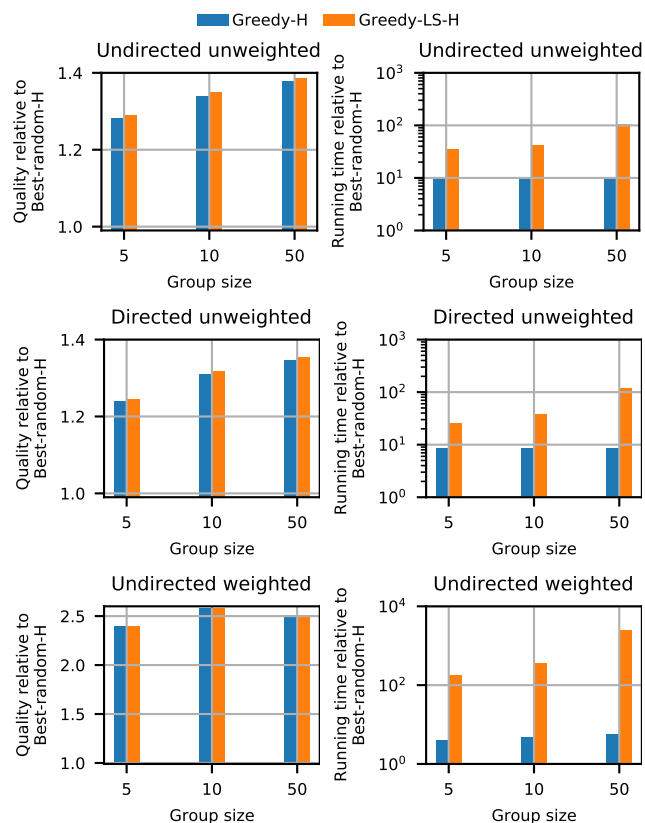 Greedy-H Greedy-LS-H
Undirected unweighted
Quality relative to
Best-random-H
1.4
1.2
1.0
5 10 50
Group size
Undirected unweighted
Running time relative to
Best-random-H
10³
10²
10¹
10⁰
5 10 50
Group size
Directed unweighted
Quality relative to
Best-random-H
1.4
1.2
1.0
5 10 50
Group size
Directed unweighted
Running time relative to
Best-random-H
10³
10²
10¹
10⁰
5 10 50
Group size
Undirected weighted
Quality relative to
Best-random-H
2.5
2.0
1.5
1.0
5 10 50
Group size
Undirected weighted
Running time relative to
Best-random-H
10⁴
10²
10⁰
5 10 50
Group size